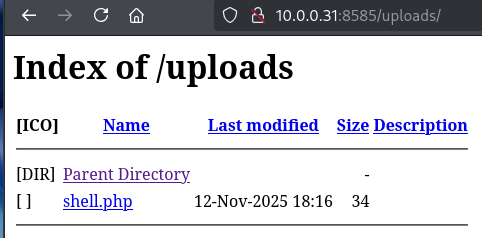 10.0.0.31:8585/uploads/
Index of /uploads
[ICO] Name Last modified Size Description
[DIR] Parent Directory -
[ ] shell.php 12-Nov-2025 18:16 34